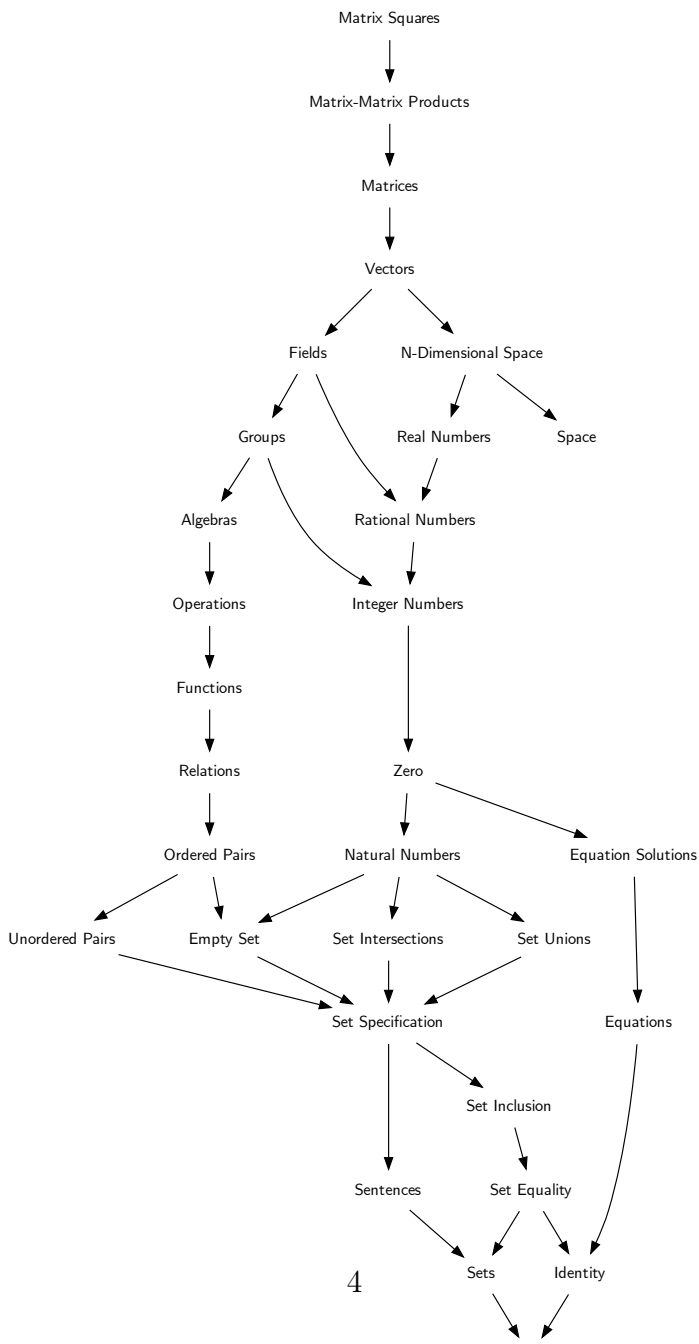 Matrix Squares
Matrix-Matrix Products
Matrices
Vectors
Fields N-Dimensional Space
Groups Real Numbers Space
Algebras Rational Numbers
Operations Integer Numbers
Functions
Relations Zero
Ordered Pairs Natural Numbers Equation Solutions
Unordered Pairs Empty Set Set Intersections Set Unions
Set Specification Equations
Set Inclusion
Sentences Set Equality
Sets Identity
4